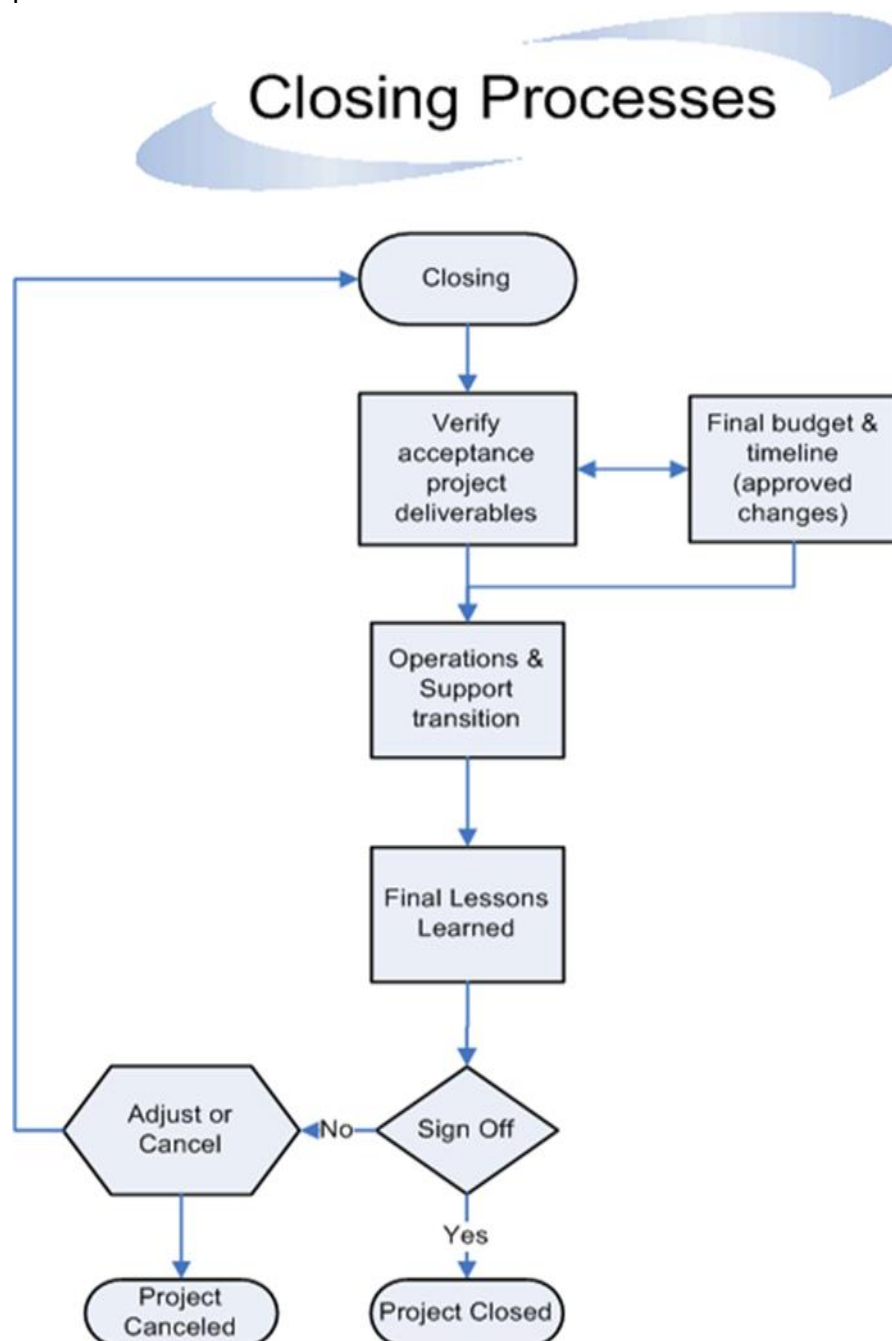 Closing Processes
Closing
Verify
acceptance
project
deliverables
Final budget &
timeline
(approved
changes)
Operations &
Support
transition
Final Lessons
Learned
Sign Off
No
Adjust or
Cancel
Yes
Project
Canceled
Project Closed